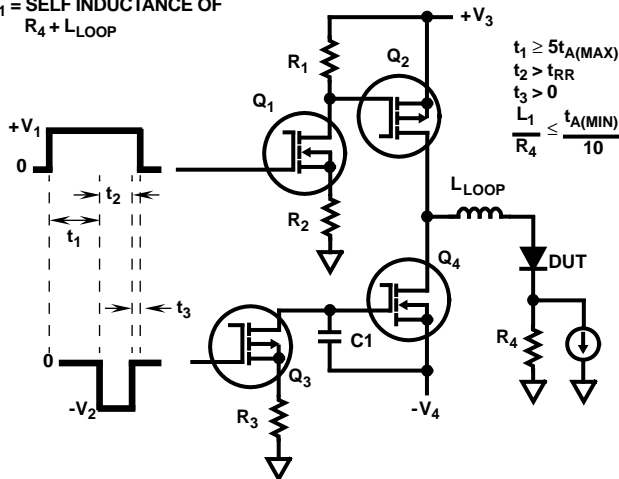 1 = SELF INDUCTANCE OF
R4 + LLOOP
+V3
R1
Q2
t1 ≥ 5tA(MAX)
t2 > tRR
t3 > 0
L1/R4 ≤ tA(MIN)/10
Q1
+V1
0
t2
t1
R2
LLOOP
DUT
Q4
t3
0
C1
R4
Q3
-V2
R3
-V4